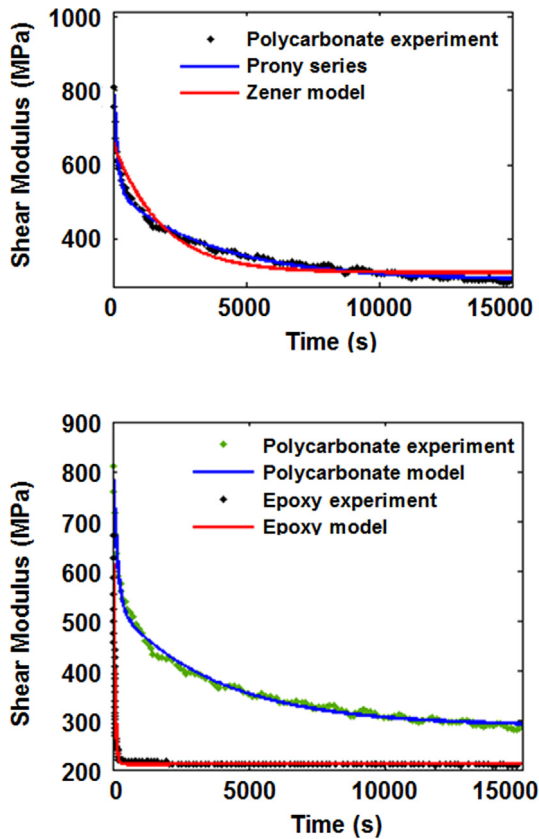 1000
800
600
400
Shear Modulus (MPa)
Polycarbonate experiment
Prony series
Zener model
0 5000 10000 15000
Time (s)
900
800
700
600
500
400
300
200
Shear Modulus (MPa)
Polycarbonate experiment
Polycarbonate model
Epoxy experiment
Epoxy model
0 5000 10000 15000
Time (s)